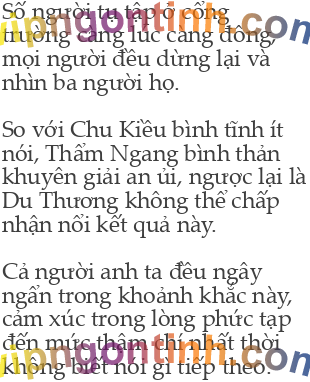 Số người tụ tập ở cổng
trường càng lúc càng đông,
mọi người đều dừng lại và
nhìn ba người họ.
So với Chu Kiều bình tĩnh ít
nói, Thẩm Ngang bình thản
khuyên giải an ủi, ngược lại là
Du Thương không thể chấp
nhận nổi kết quả này.
Cả người anh ta đều ngây
ngẩn trong khoảnh khắc này,
cảm xúc trong lòng phức tạp
đến mức thậm chí nhất thời
không biết nói gì tiếp theo.